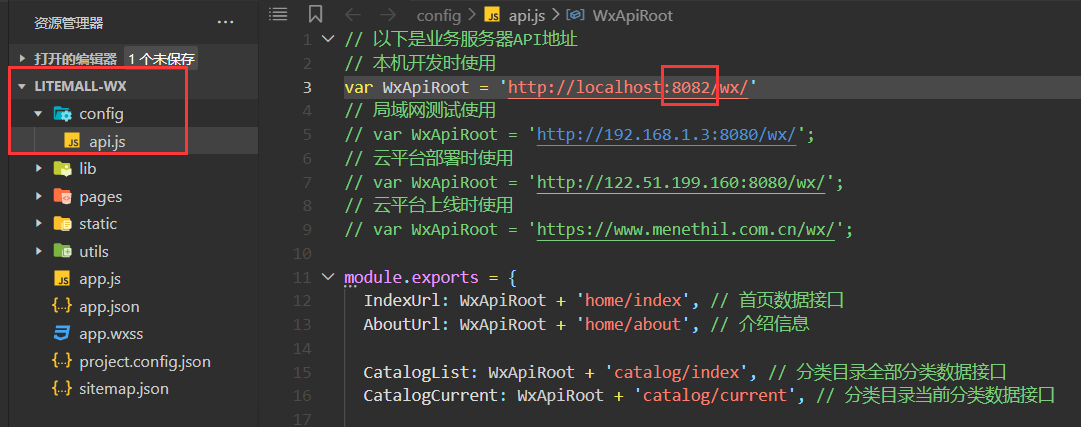 资源管理器 ···
打开的编辑器 1 个未保存
LITEMALL-WX
config
JS api.js
lib
pages
static
utils
JS app.js
{..} app.json
app.wxss
{..} project.config.json
{..} sitemap.json
config > JS api.js > WxApiRoot
1 // 以下是业务服务器API地址
2 // 本机开发时使用
3 var WxApiRoot = 'http://localhost:8082/wx/'
4 // 局域网测试使用
5 // var WxApiRoot = 'http://192.168.1.3:8080/wx/';
6 // 云平台部署时使用
7 // var WxApiRoot = 'http://122.51.199.160:8080/wx/';
8 // 云平台上线时使用
9 // var WxApiRoot = 'https://www.menethil.com.cn/wx/';
10
11 module.exports = {
12 IndexUrl: WxApiRoot + 'home/index', // 首页数据接口
13 AboutUrl: WxApiRoot + 'home/about', // 介绍信息
14
15 CatalogList: WxApiRoot + 'catalog/index', // 分类目录全部分类数据接口
16 CatalogCurrent: WxApiRoot + 'catalog/current', // 分类目录当前分类数据接口
17